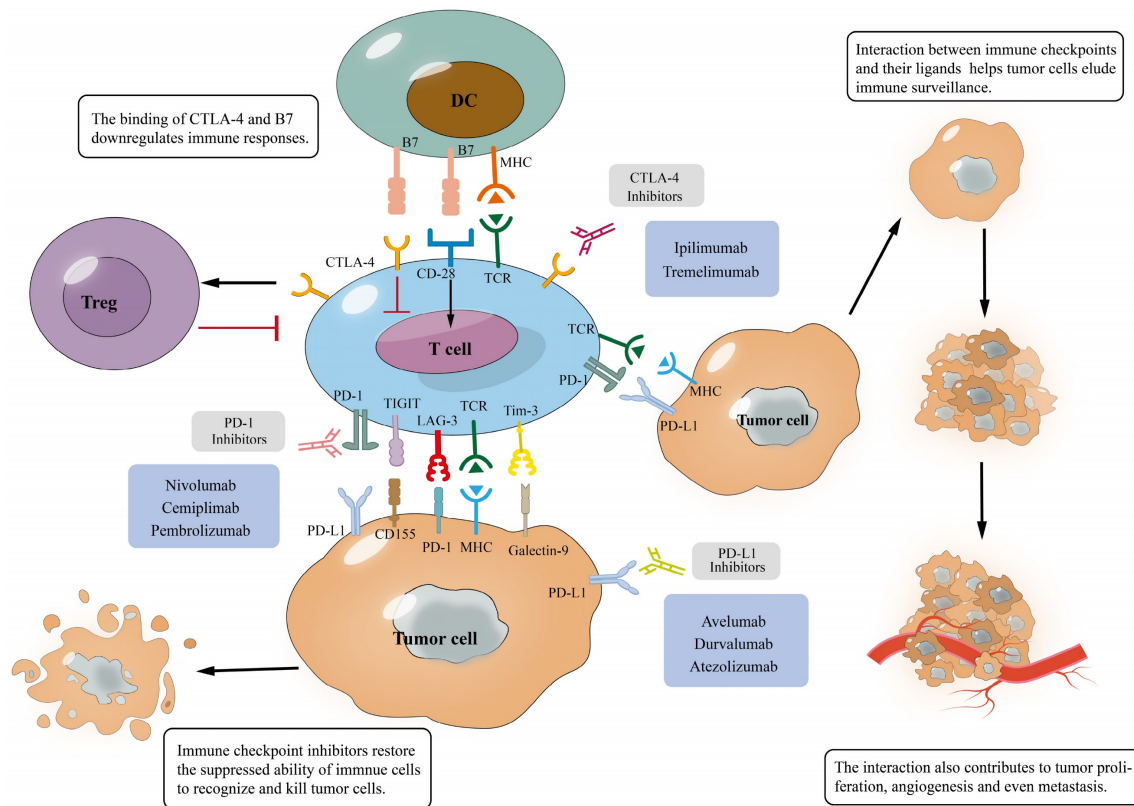 Interaction between immune checkpoints
and their ligands helps tumor cells elude
immune surveillance.
DC
The binding of CTLA-4 and B7
downregulates immune responses.
B7
B7
MHC
CTLA-4
Inhibitors
Ipilimumab
Tremelimumab
CTLA-4
CD-28
TCR
Treg
T cell
TCR
PD-1
MHC
PD-L1
Tumor cell
PD-1
TIGIT
LAG-3
TCR
Tim-3
PD-1
Inhibitors
Nivolumab
Cemiplimab
Pembrolizumab
PD-L1
CD155
PD-1
MHC
Galectin-9
PD-L1
PD-L1
Inhibitors
Avelumab
Durvalumab
Atezolizumab
Tumor cell
Immune checkpoint inhibitors restore
the suppressed ability of immnue cells
to recognize and kill tumor cells.
The interaction also contributes to tumor proli-
feration, angiogenesis and even metastasis.